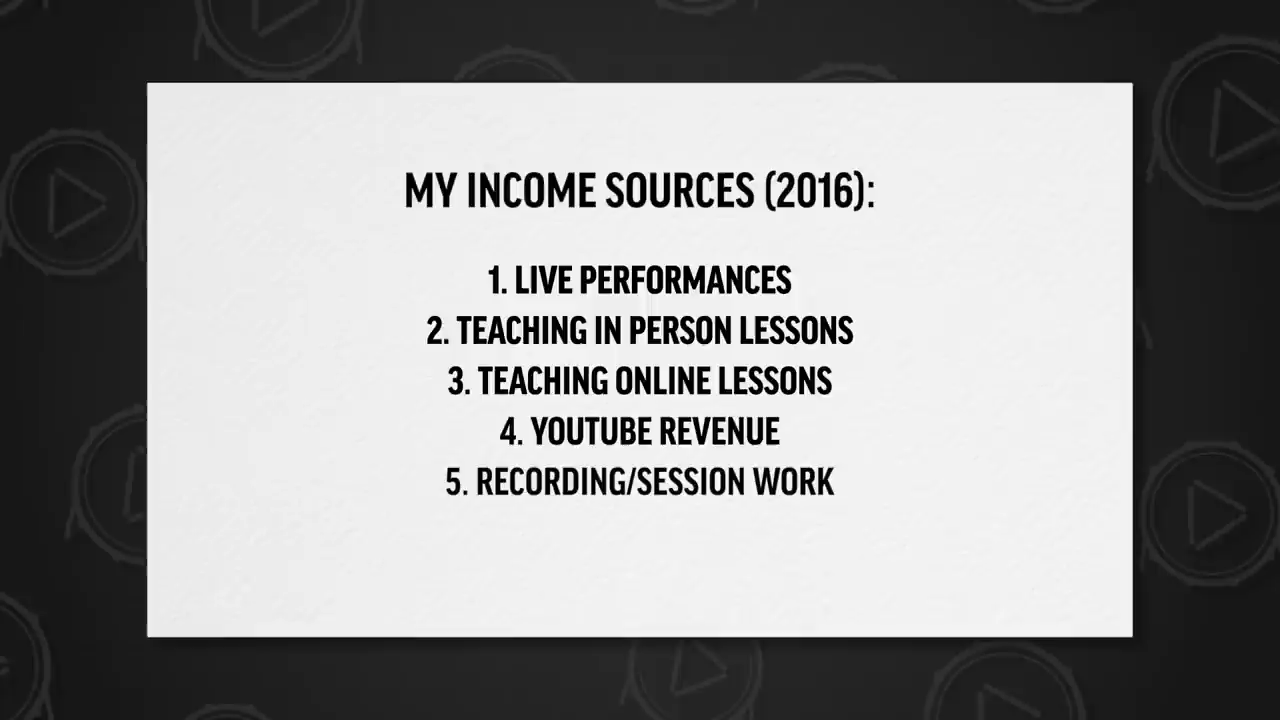 MY INCOME SOURCES (2016):
1. LIVE PERFORMANCES
2. TEACHING IN PERSON LESSONS
3. TEACHING ONLINE LESSONS
4. YOUTUBE REVENUE
5. RECORDING/SESSION WORK